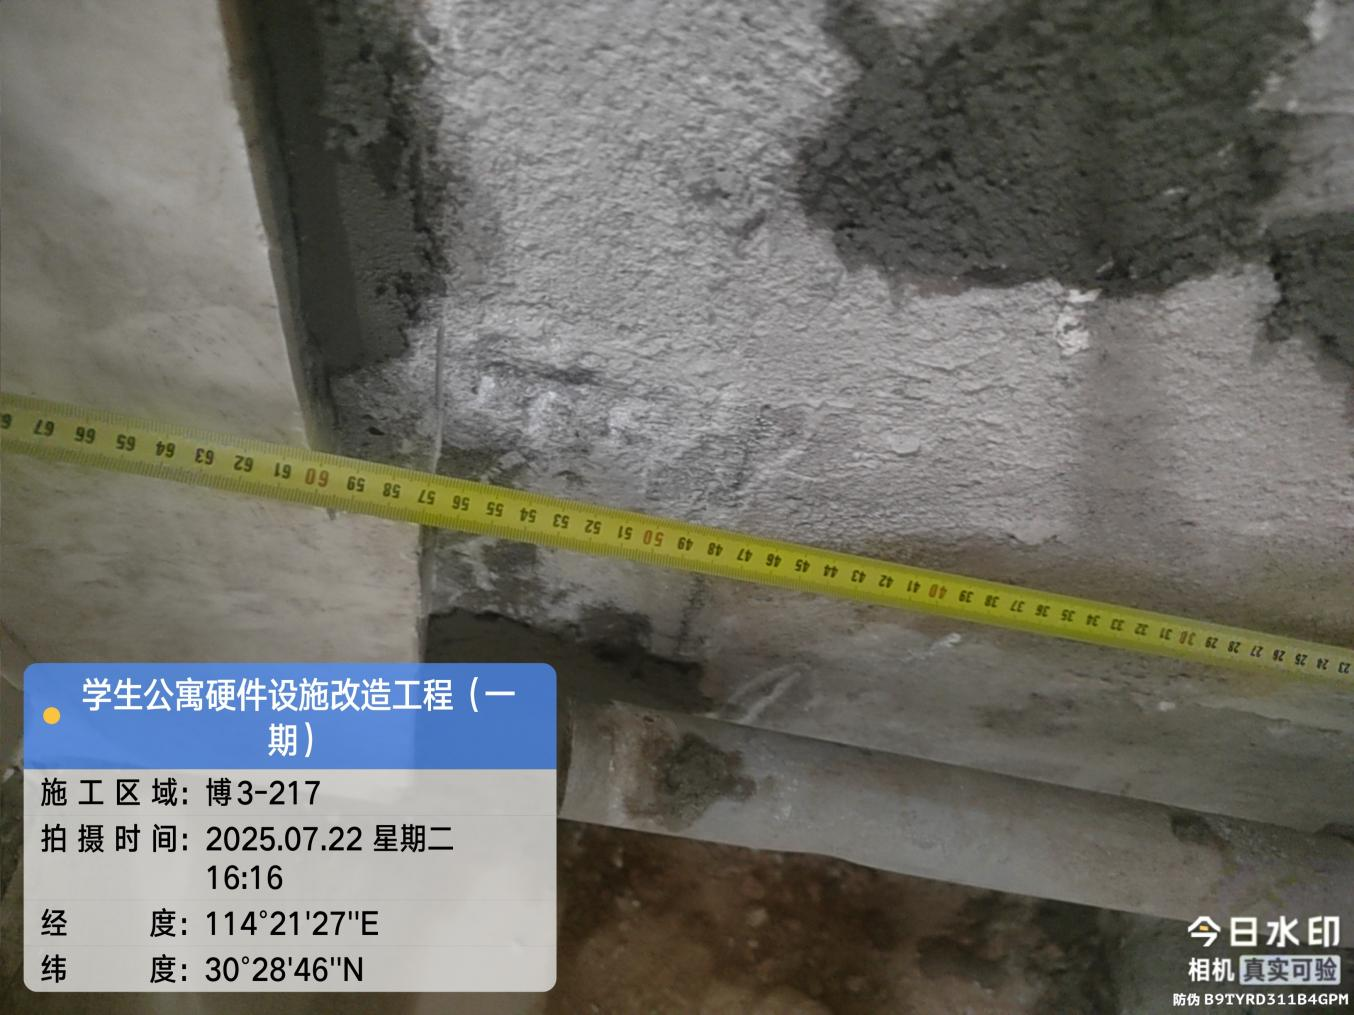 67 66 65 64 63 62 61 60 59 58 57 56 55 54 53 52 51 50 49 48 47 46 45 44 43 42 41 40 39 38 37 36 35 34 33 32 31 30 29 28 27 26 25 24 23
学生公寓硬件设施改造工程（一
期）
施工区域：博3-217
拍摄时间：2025.07.22 星期二
16:16
经度：114°21'27"E
纬度：30°28'46"N
今日水印
相机 真实可验
防伪 B9TYRD311B4GPM